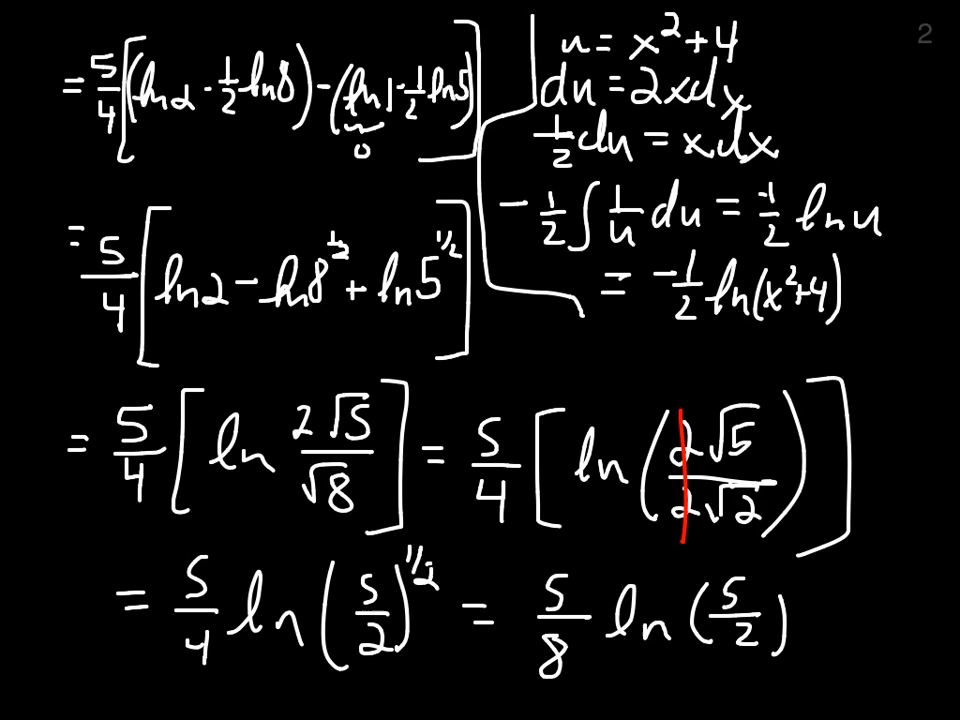 2
= 5/4 [(ln2 - 1/2 ln8) - (ln1 - 1/2 ln5)]
0
= 5/4 [ln2 - ln8^1/2 + ln5^1/2]
u = x^2+4
du = 2xdx
1/2 du = xdx
- 1/2 ∫ 1/u du = -1/2 ln u
= -1/2 ln(x^2+4)
= 5/4 [ln 2√5/√8] = 5/4 [ln(2√5/2√2)]
= 5/4 ln(5/2)^1/2 = 5/8 ln(5/2)